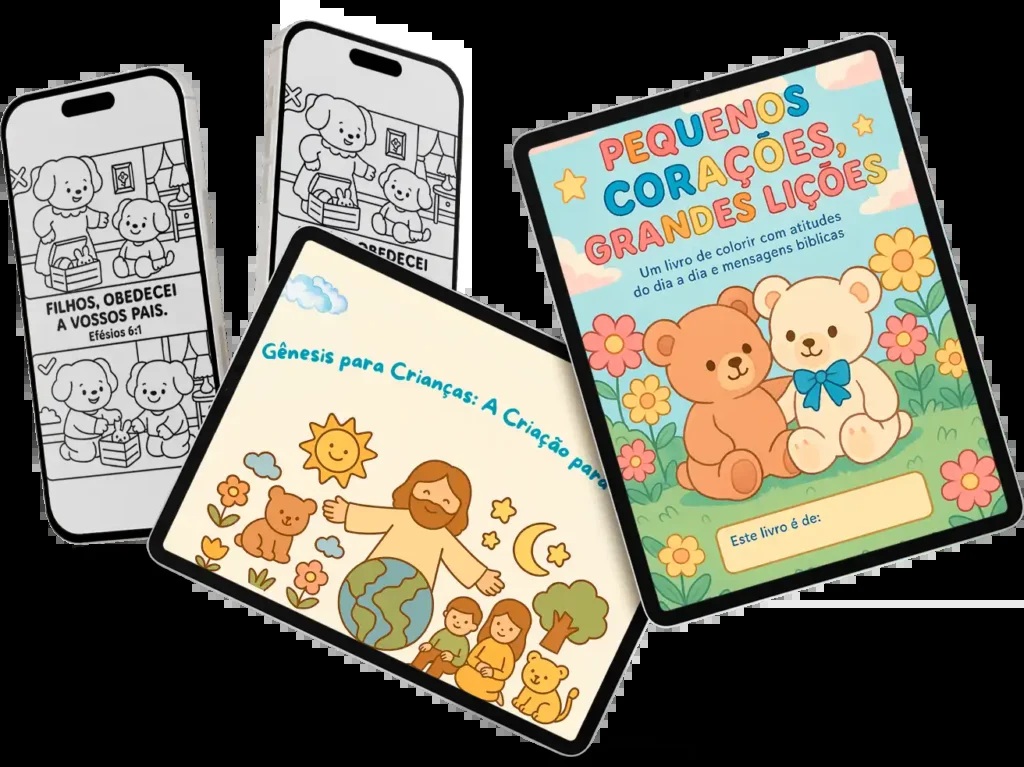 FILHOS, OBEDECEI
A VOSSOS PAIS.
Efésios 6:1
OBEDECEI
Gênesis para Crianças: A Criação para
PEQUENOS
CORAÇÕES,
GRANDES LIÇÕES
Um livro de colorir com atitudes
do dia a dia e mensagens bíblicas
Este livro é de: